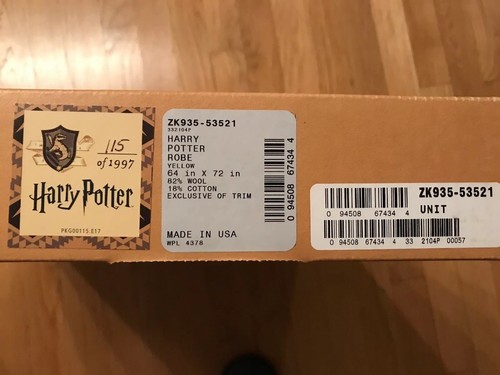 115
of 1997
Harry Potter
PKG00115.E17
ZK935-53521
332104P
HARRY
POTTER
ROBE
YELLOW
64 in X 72 in
82% WOOL
18% COTTON
EXCLUSIVE OF TRIM
MADE IN USA
WPL 4378
0 94508 67434 4
ZK935-53521
0 94508 67434 4 UNIT
0 94508 67434 4 33 2104P 00057